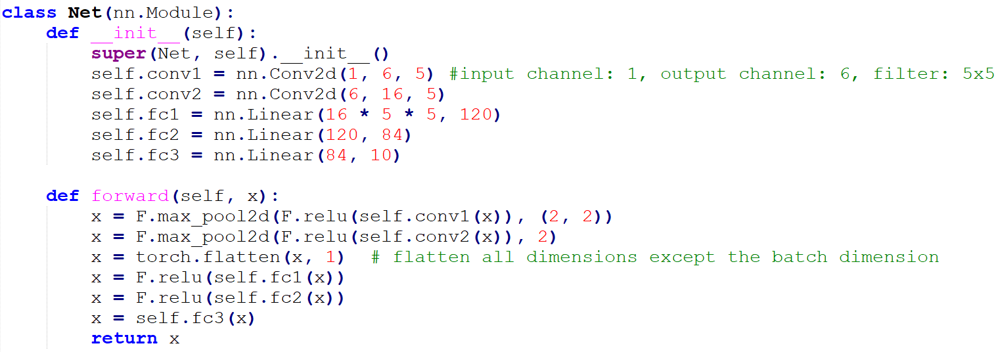 class Net(nn.Module):
    def __init__(self):
        super(Net, self).__init__()
        self.conv1 = nn.Conv2d(1, 6, 5) #input channel: 1, output channel: 6, filter: 5x5
        self.conv2 = nn.Conv2d(6, 16, 5)
        self.fc1 = nn.Linear(16 * 5 * 5, 120)
        self.fc2 = nn.Linear(120, 84)
        self.fc3 = nn.Linear(84, 10)

    def forward(self, x):
        x = F.max_pool2d(F.relu(self.conv1(x)), (2, 2))
        x = F.max_pool2d(F.relu(self.conv2(x)), 2)
        x = torch.flatten(x, 1)  # flatten all dimensions except the batch dimension
        x = F.relu(self.fc1(x))
        x = F.relu(self.fc2(x))
        x = self.fc3(x)
        return x